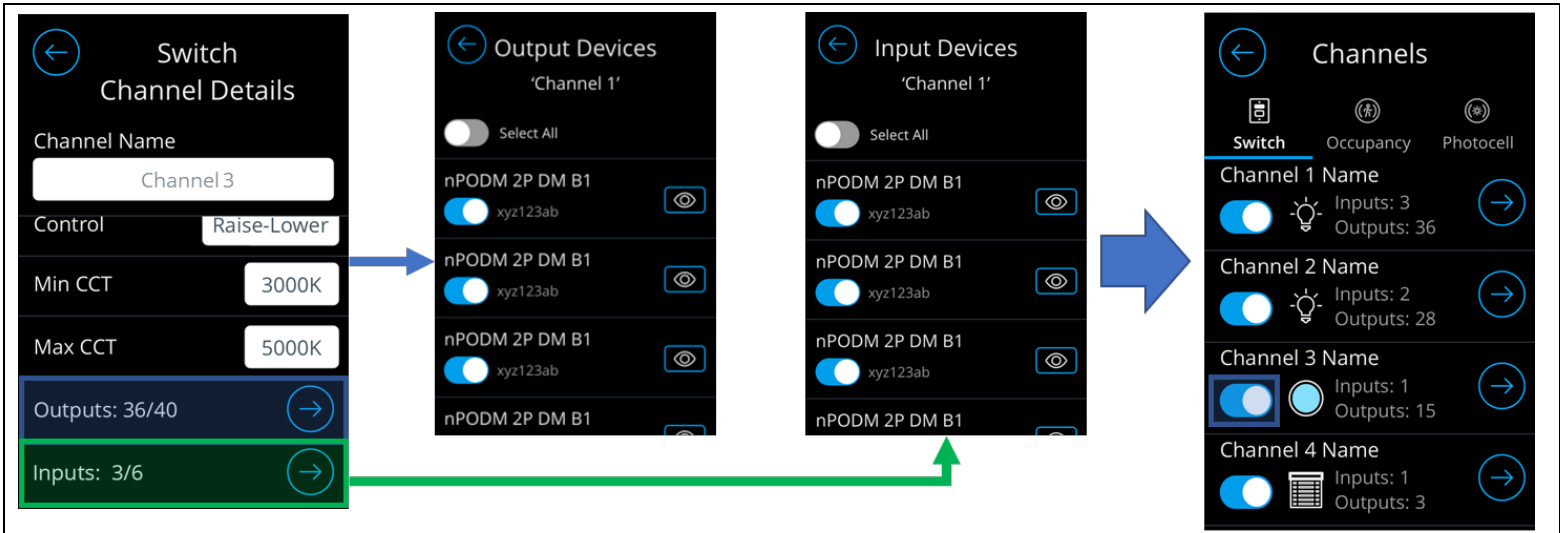 Switch
Channel Details
Channel Name
Channel 3
Control
Raise-Lower
Min CCT
3000K
Max CCT
5000K
Outputs: 36/40
Inputs: 3/6
Output Devices
‘Channel 1’
Select All
nPODM 2P DM B1
xyz123ab
nPODM 2P DM B1
xyz123ab
nPODM 2P DM B1
xyz123ab
nPODM 2P DM B1
Input Devices
‘Channel 1’
Select All
nPODM 2P DM B1
xyz123ab
nPODM 2P DM B1
xyz123ab
nPODM 2P DM B1
xyz123ab
nPODM 2P DM B1
Channels
Switch
Occupancy
Photocell
Channel 1 Name
Inputs: 3
Outputs: 36
Channel 2 Name
Inputs: 2
Outputs: 28
Channel 3 Name
Inputs: 1
Outputs: 15
Channel 4 Name
Inputs: 1
Outputs: 3